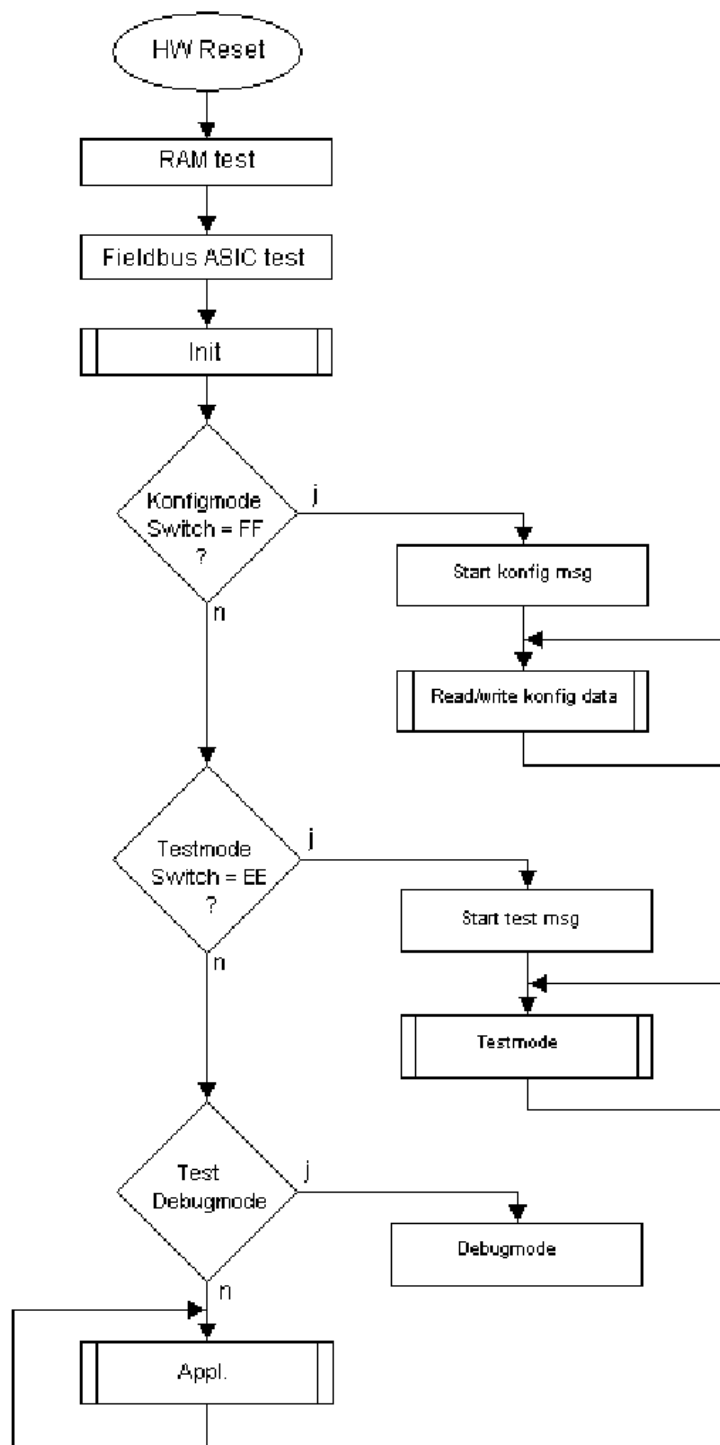 HW Reset
RAM test
Fieldbus ASIC test
Init
Konfigmode
Switch = FF
?
j
n
Start konfig msg
Read/write konfig data
Testmode
Switch = EE
?
j
n
Start test msg
Testmode
Test
Debugmode
j
n
Debugmode
Appl.